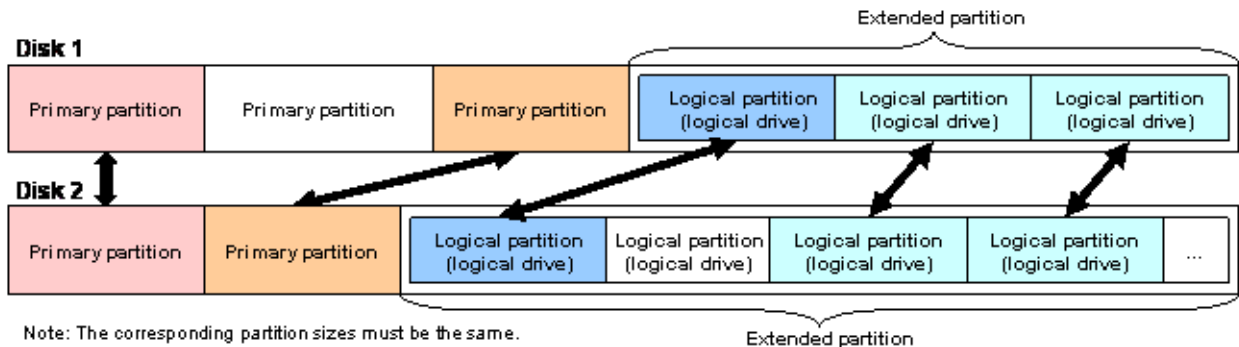 Extended partition
Disk 1
Primary partition
Primary partition
Primary partition
Logical partition
(logical drive)
Logical partition
(logical drive)
Logical partition
(logical drive)
Disk 2
Primary partition
Primary partition
Logical partition
(logical drive)
Logical partition
(logical drive)
Logical partition
(logical drive)
Logical partition
(logical drive)
...
Note: The corresponding partition sizes must be the same.
Extended partition